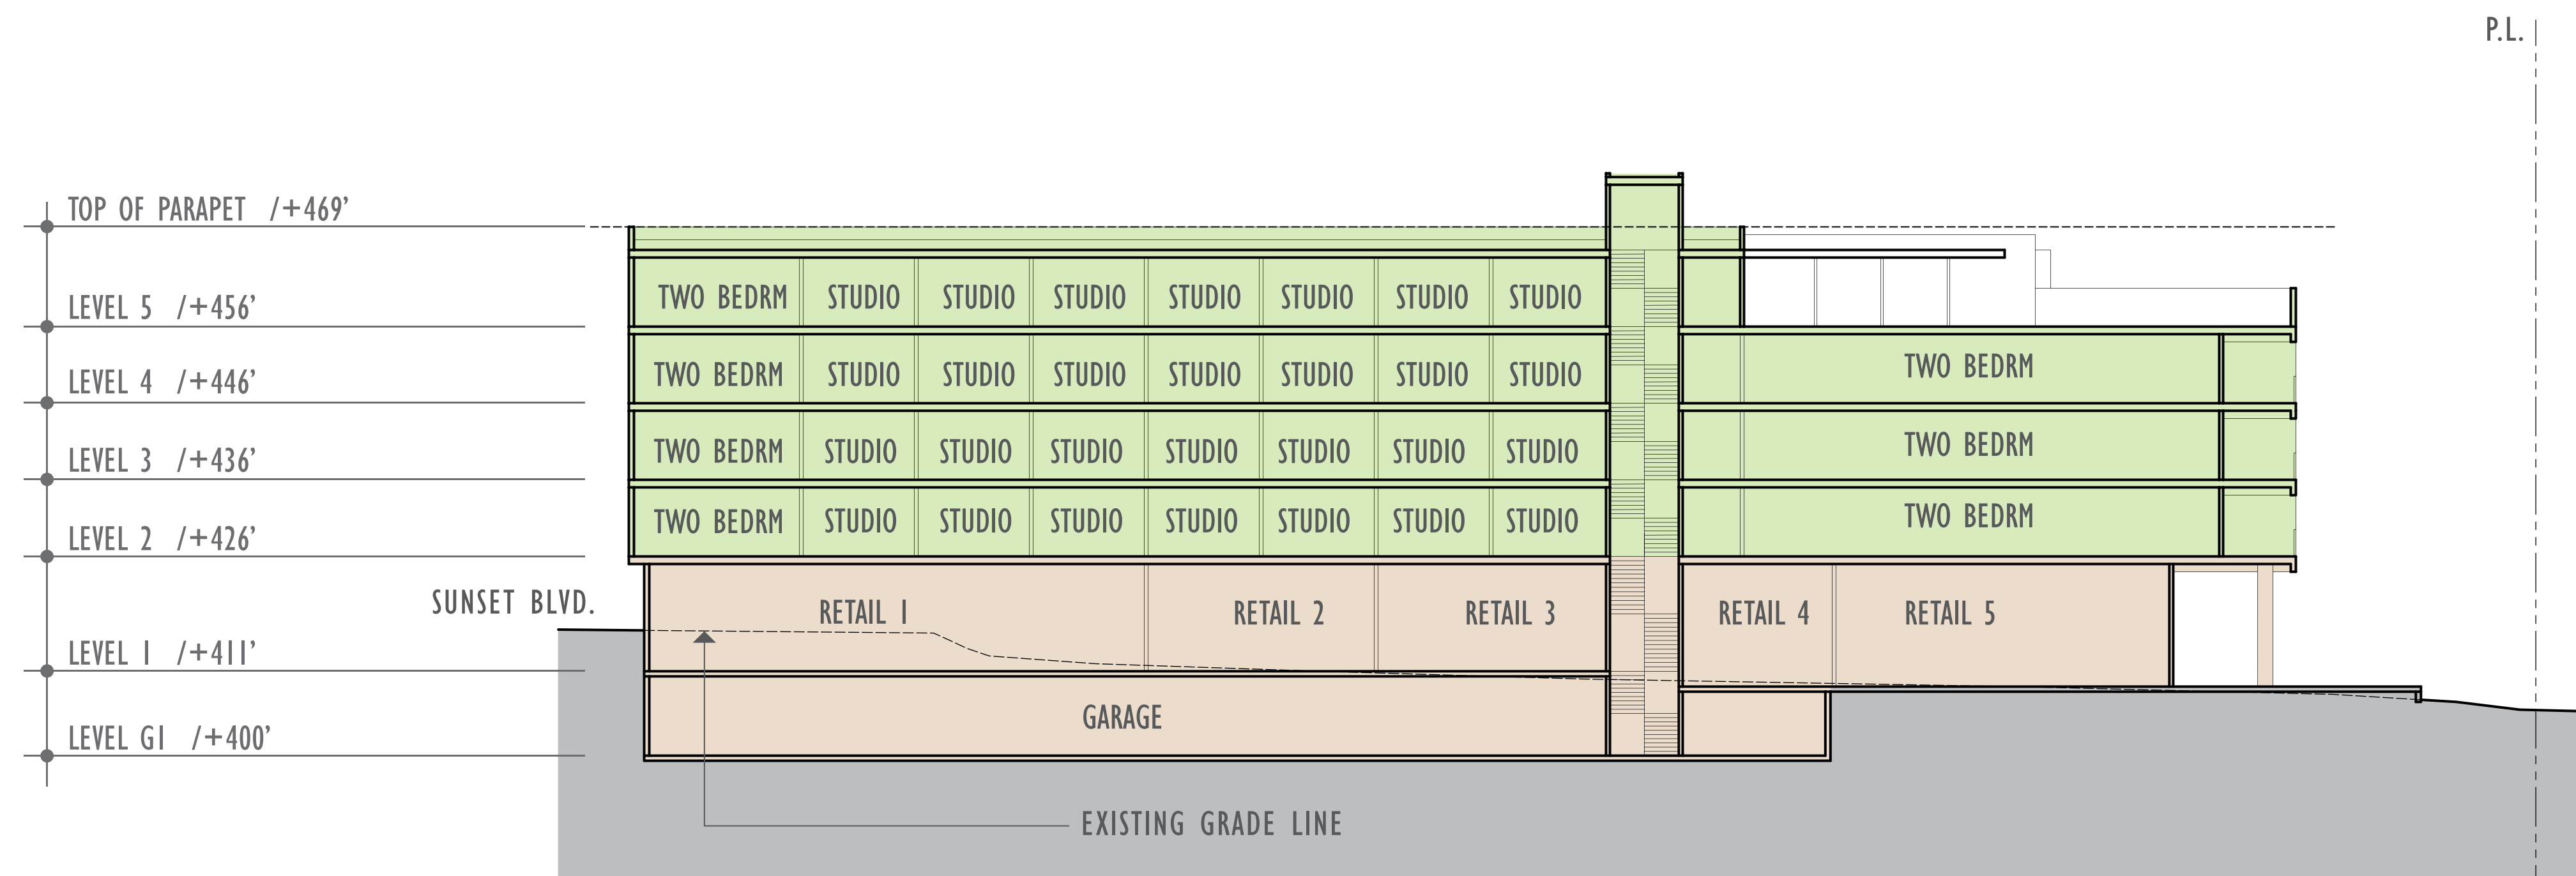 P.L.
TOP OF PARAPET /+469'
LEVEL 5 /+456'
TWO BEDRM STUDIO STUDIO STUDIO STUDIO STUDIO STUDIO STUDIO
LEVEL 4 /+446'
TWO BEDRM STUDIO STUDIO STUDIO STUDIO STUDIO STUDIO STUDIO TWO BEDRM
LEVEL 3 /+436'
TWO BEDRM STUDIO STUDIO STUDIO STUDIO STUDIO STUDIO STUDIO TWO BEDRM
LEVEL 2 /+426'
TWO BEDRM STUDIO STUDIO STUDIO STUDIO STUDIO STUDIO STUDIO TWO BEDRM
SUNSET BLVD.
RETAIL 1 RETAIL 2 RETAIL 3 RETAIL 4 RETAIL 5
LEVEL 1 /+411'
GARAGE
LEVEL G1 /+400'
EXISTING GRADE LINE